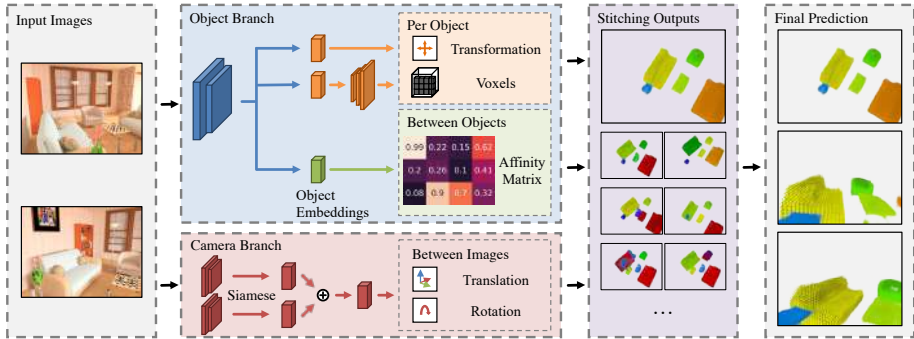 Input Images
Object Branch
Per Object
Transformation
Voxels
Between Objects
0.99 0.22 0.15 0.62
0.2 0.26 0.1 0.41
0.08 0.9 0.7 0.32
Affinity
Matrix
Object
Embeddings
Camera Branch
Siamese
Between Images
Translation
Rotation
Stitching Outputs
...
Final Prediction